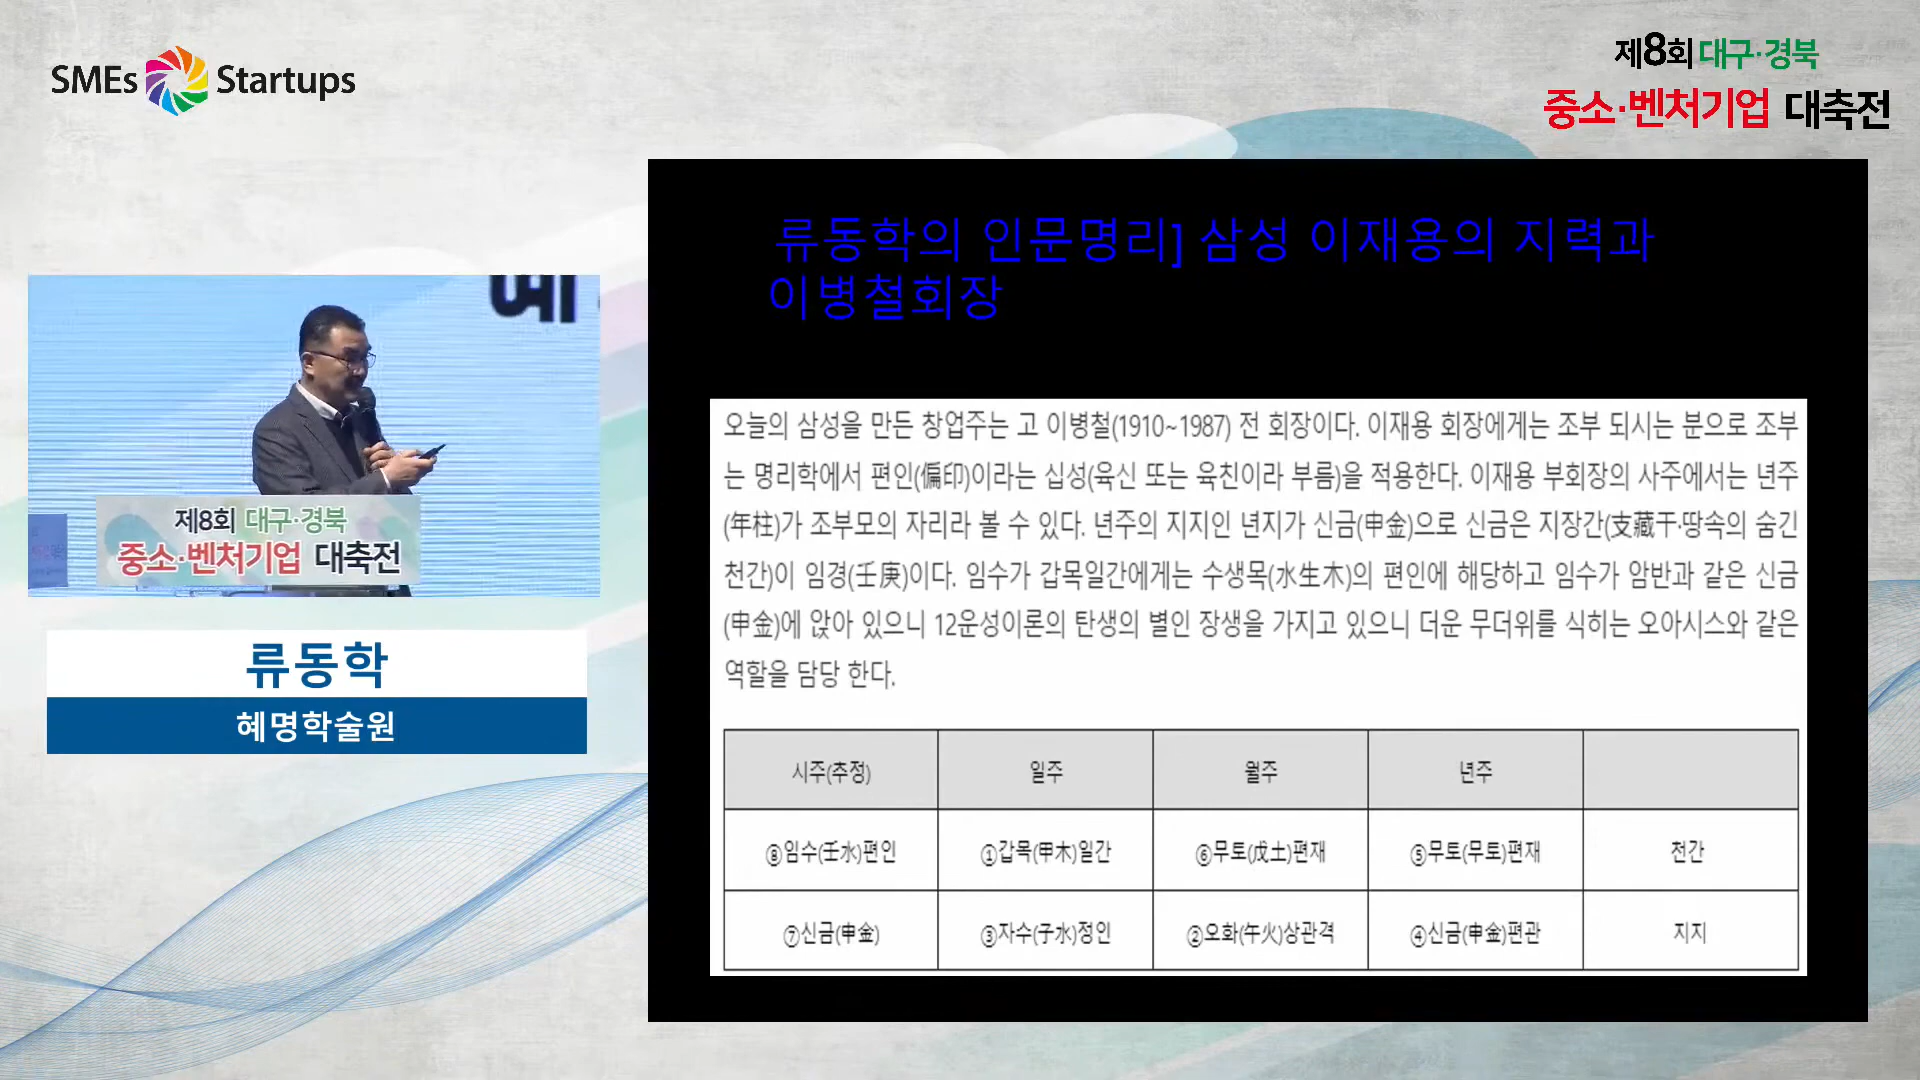 SMEs Startups
제8회 대구·경북
중소·벤처기업 대축전
류동학의 인문명리] 삼성 이재용의 지력과
이병철회장
오늘의 삼성을 만든 창업주는 고 이병철(1910~1987) 전 회장이다. 이재용 회장에게는 조부 되시는 분으로 조부
는 명리학에서 편인(偏印)이라는 십성(육신 또는 육친이라 부름)을 적용한다. 이재용 부회장의 사주에서는 년주
(年柱)가 조부모의 자리라 볼 수 있다. 년주의 지지인 년지가 신금(申金)으로 신금은 지장간(支藏干·땅속의 숨긴
천간)이 임경(壬庚)이다. 임수가 갑목일간에게는 수생목(水生木)의 편인에 해당하고 임수가 암반과 같은 신금
(申金)에 앉아 있으니 12운성이론의 탄생의 별인 장생을 가지고 있으니 더운 무더위를 식히는 오아시스와 같은
역할을 담당 한다.
시주(추정) 일주 월주 년주
⑧임수(壬水)편인 ①갑목(甲木)일간 ⑥무토(戊土)편재 ⑤무토(무토)편재 천간
⑦신금(申金) ③자수(子水)정인 ②오화(午火)상관격 ④신금(申金)편관 지지
제8회 대구·경북
중소·벤처기업 대축전
류동학
혜명학술원